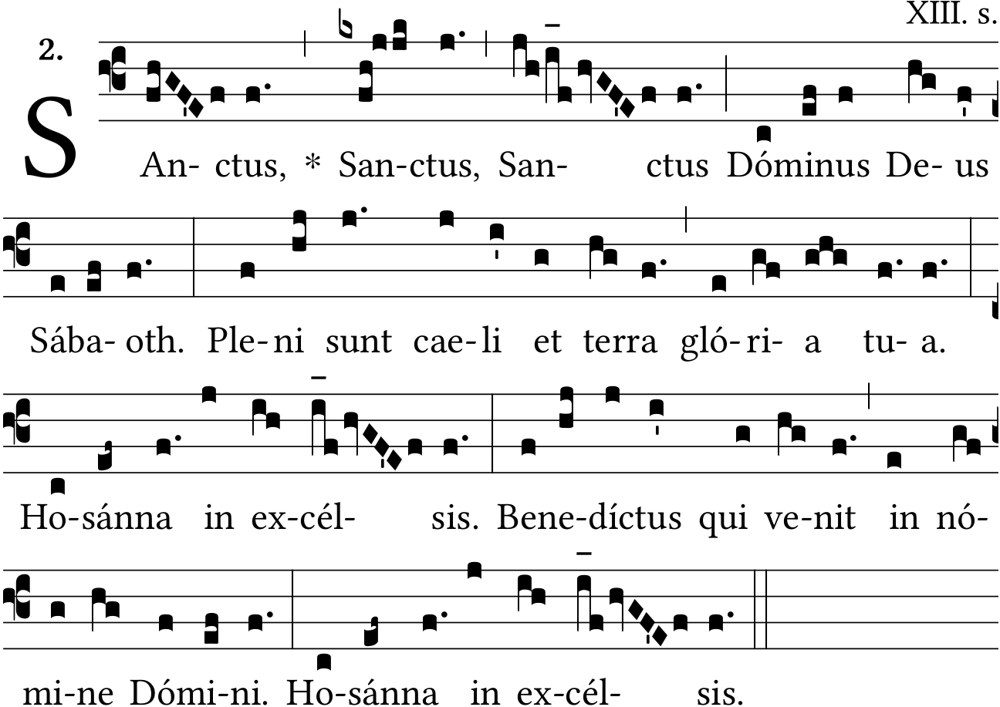 XIII. s.
2.
SAn- ctus, * San-ctus, San- ctus Dóminus De- us
Sába- oth. Ple-ni sunt cae-li et terra gló-ri- a tu- a.
Ho-sánna in ex-cél- sis. Bene-díctus qui ve-nit in nó-
mi-ne Dómi-ni. Ho-sánna in ex-cél- sis.